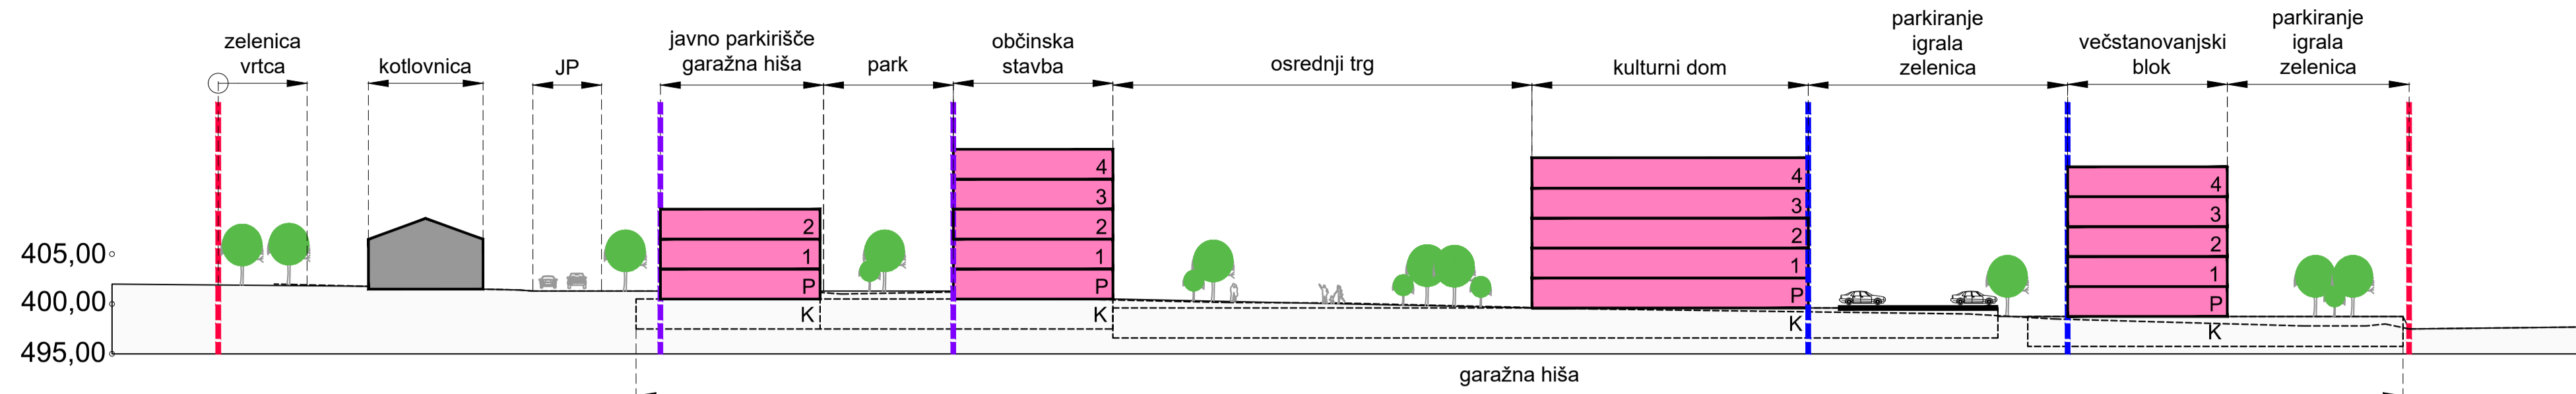 zelenica
vrtca
kotlovnica
JP
javno parkirišče
garažna hiša
park
občinska
stavba
osrednji trg
kulturni dom
parkiranje
igrala
zelenica
večstanovanjski
blok
parkiranje
igrala
zelenica
405,00
400,00
495,00
2
1
P
K
4
3
2
1
P
K
4
3
2
1
P
K
4
3
2
1
P
K
garažna hiša